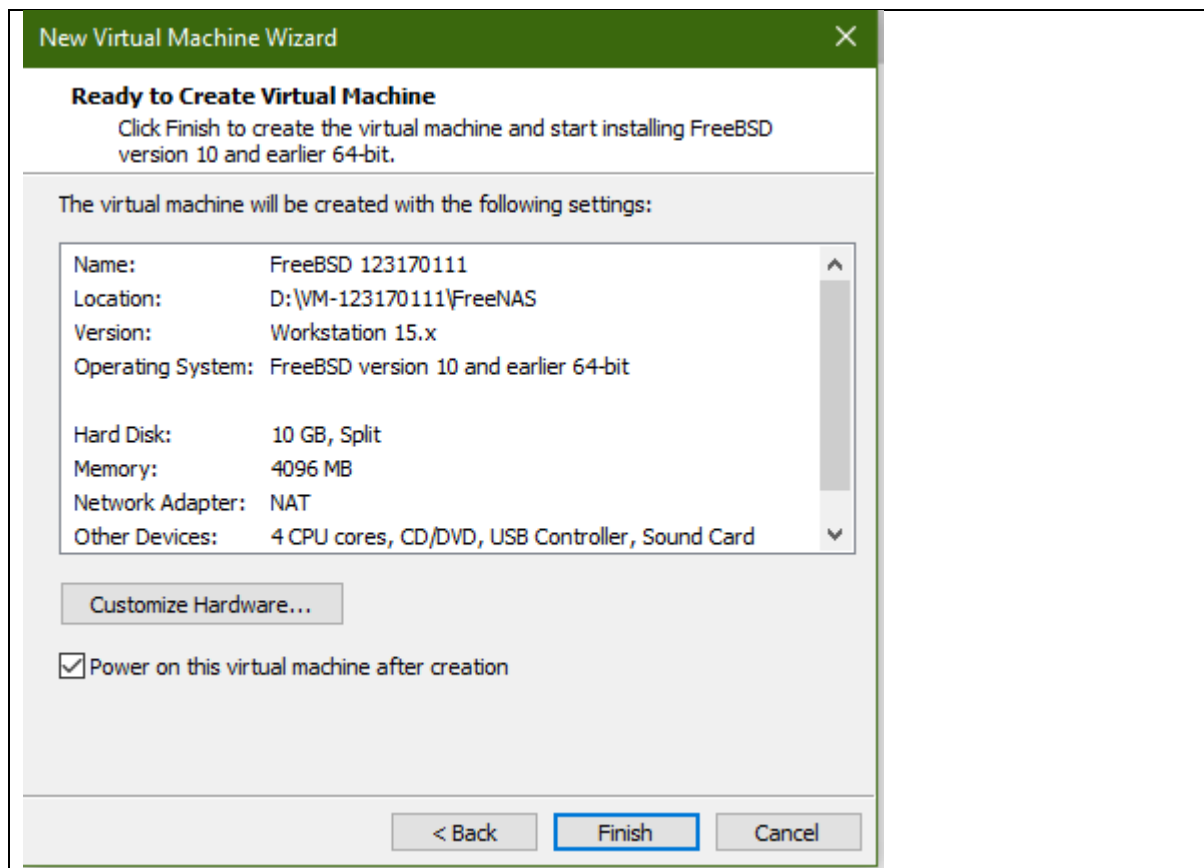 New Virtual Machine Wizard
Ready to Create Virtual Machine
Click Finish to create the virtual machine and start installing FreeBSD
version 10 and earlier 64-bit.
The virtual machine will be created with the following settings:
Name: FreeBSD 123170111
Location: D:\VM-123170111\FreeNAS
Version: Workstation 15.x
Operating System: FreeBSD version 10 and earlier 64-bit
Hard Disk: 10 GB, Split
Memory: 4096 MB
Network Adapter: NAT
Other Devices: 4 CPU cores, CD/DVD, USB Controller, Sound Card
Customize Hardware...
Power on this virtual machine after creation
< Back Finish Cancel